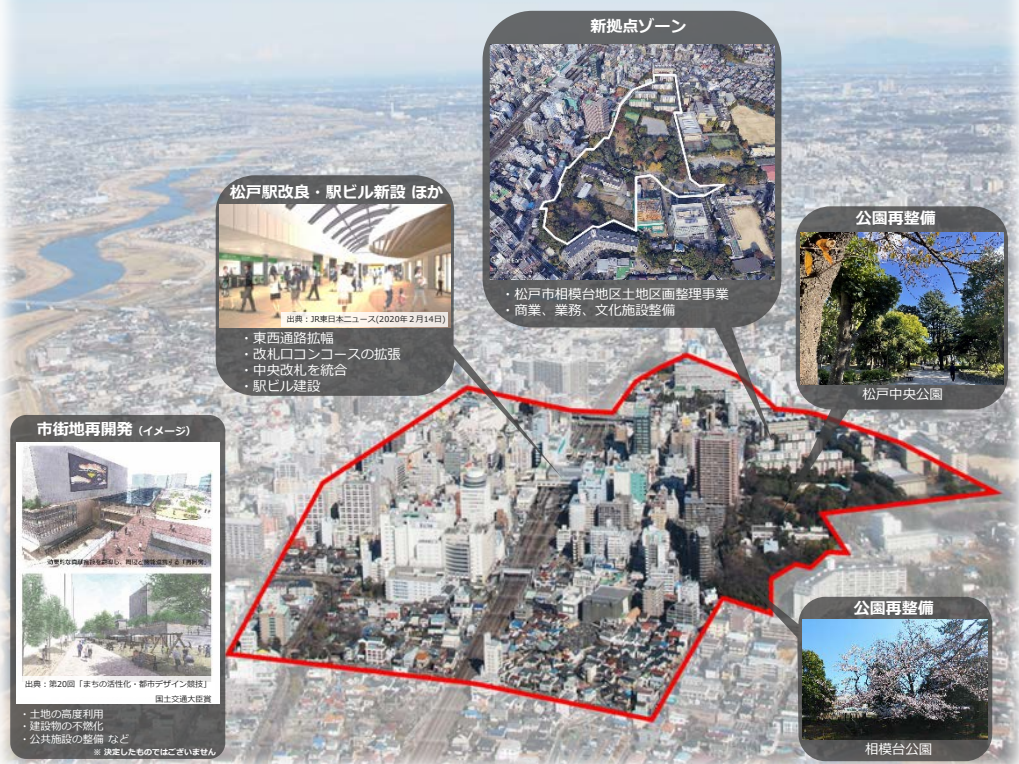 新拠点ゾーン
・松戸市相模台地区土地区画整理事業
・商業、業務、文化施設整備
松戸駅改良・駅ビル新設 ほか
出典：JR東日本ニュース(2020年2月14日)
・東西通路拡幅
・改札口コンコースの拡張
・中央改札を統合
・駅ビル建設
公園再整備
松戸中央公園
市街地再開発（イメージ）
出典：第20回「まちの活性化・都市デザイン競技」
国土交通大臣賞
・土地の高度利用
・建設物の不燃化
・公共施設の整備 など
※ 決定したものではございません
公園再整備
相模台公園